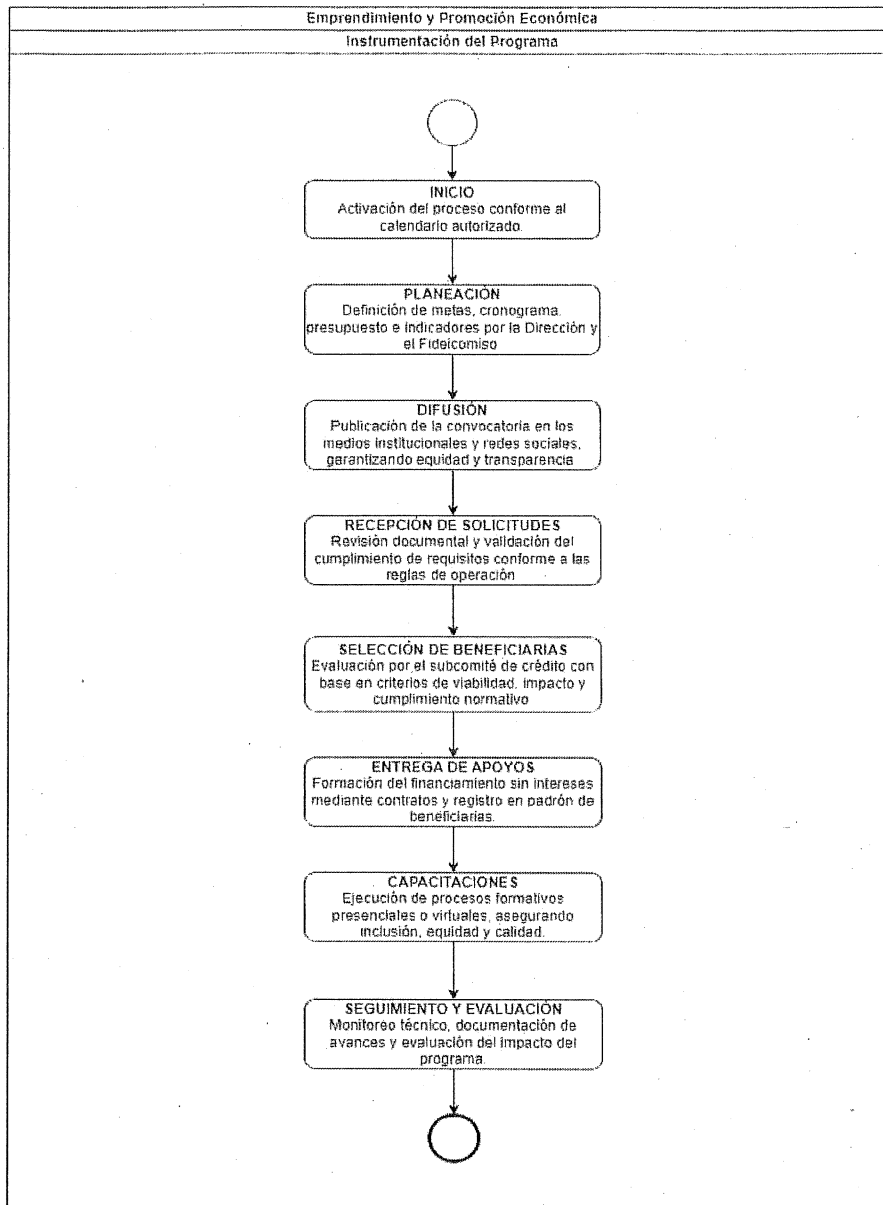 Emprendimiento y Promoción Económica
Instrumentación del Programa
INICIO
Activación del proceso conforme al
calendario autorizado.
PLANEACIÓN
Definición de metas, cronograma,
presupuesto e indicadores por la Dirección y
el Fideicomiso
DIFUSIÓN
Publicación de la convocatoria en los
medios institucionales y redes sociales,
garantizando equidad y transparencia
RECEPCIÓN DE SOLICITUDES
Revisión documental y validación del
cumplimiento de requisitos conforme a las
reglas de operación
SELECCIÓN DE BENEFICIARIAS
Evaluación por el subcomité de crédito con
base en criterios de viabilidad, impacto y
cumplimiento normativo
ENTREGA DE APOYOS
Formación del financiamiento sin intereses
mediante contratos y registro en padrón de
beneficiarias.
CAPACITACIONES
Ejecución de procesos formativos
presenciales o virtuales, asegurando
inclusión, equidad y calidad.
SEGUIMIENTO Y EVALUACIÓN
Monitoreo técnico, documentación de
avances y evaluación del impacto del
programa.